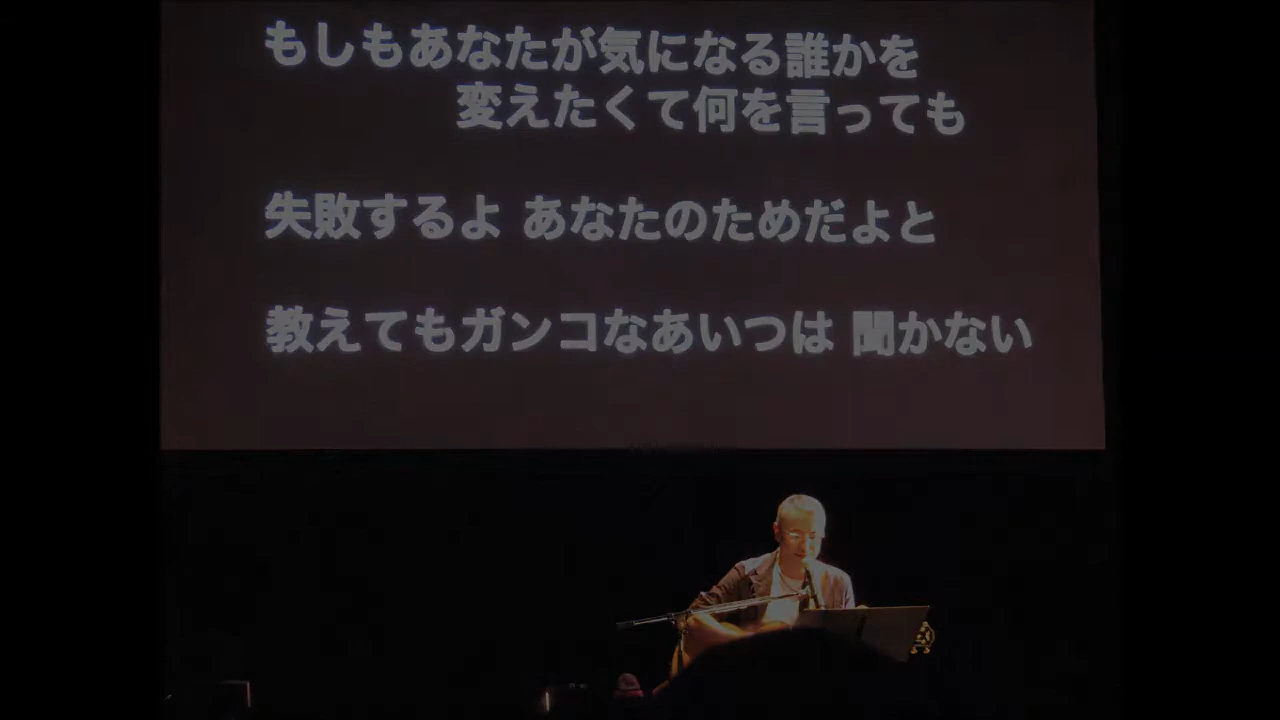 もしもあなたが気になる誰かを
変えたくて何を言っても
失敗するよ あなたのためだよと
教えてもガンコなあいつは 聞かない